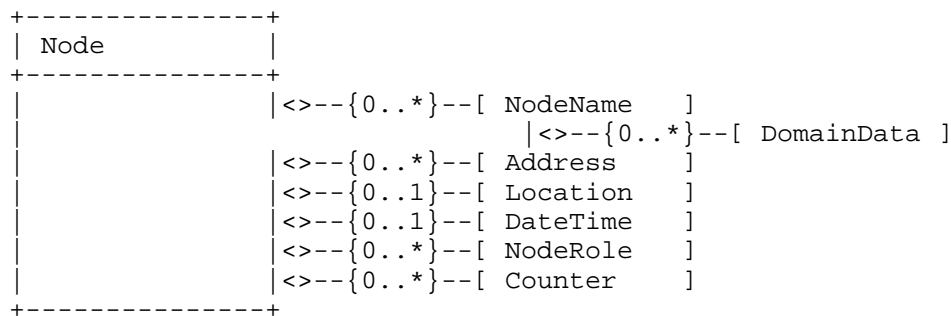 +---------------+
| Node          |
+---------------+
|               |<>--{0..*}--[ NodeName   ]
|                              |<>--{0..*}--[ DomainData ]
|               |<>--{0..*}--[ Address    ]
|               |<>--{0..1}--[ Location   ]
|               |<>--{0..1}--[ DateTime   ]
|               |<>--{0..*}--[ NodeRole   ]
|               |<>--{0..*}--[ Counter    ]
+---------------+